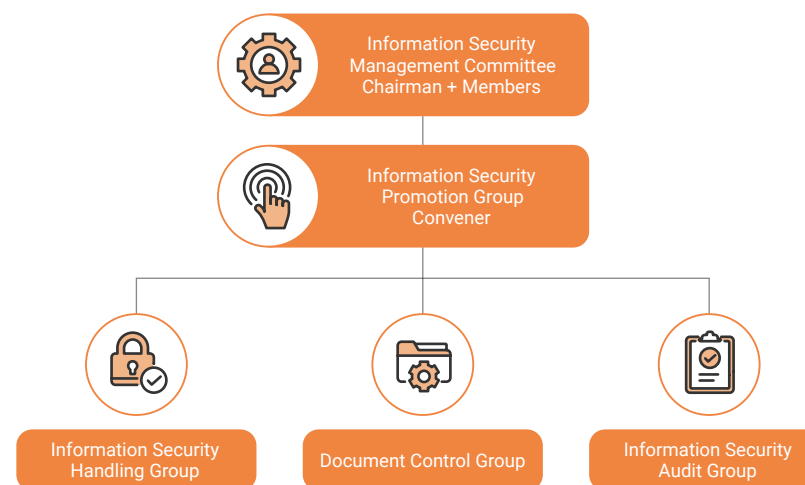 Information Security
Management Committee
Chairman + Members
Information Security
Promotion Group
Convener
Information Security
Handling Group
Document Control Group
Information Security
Audit Group